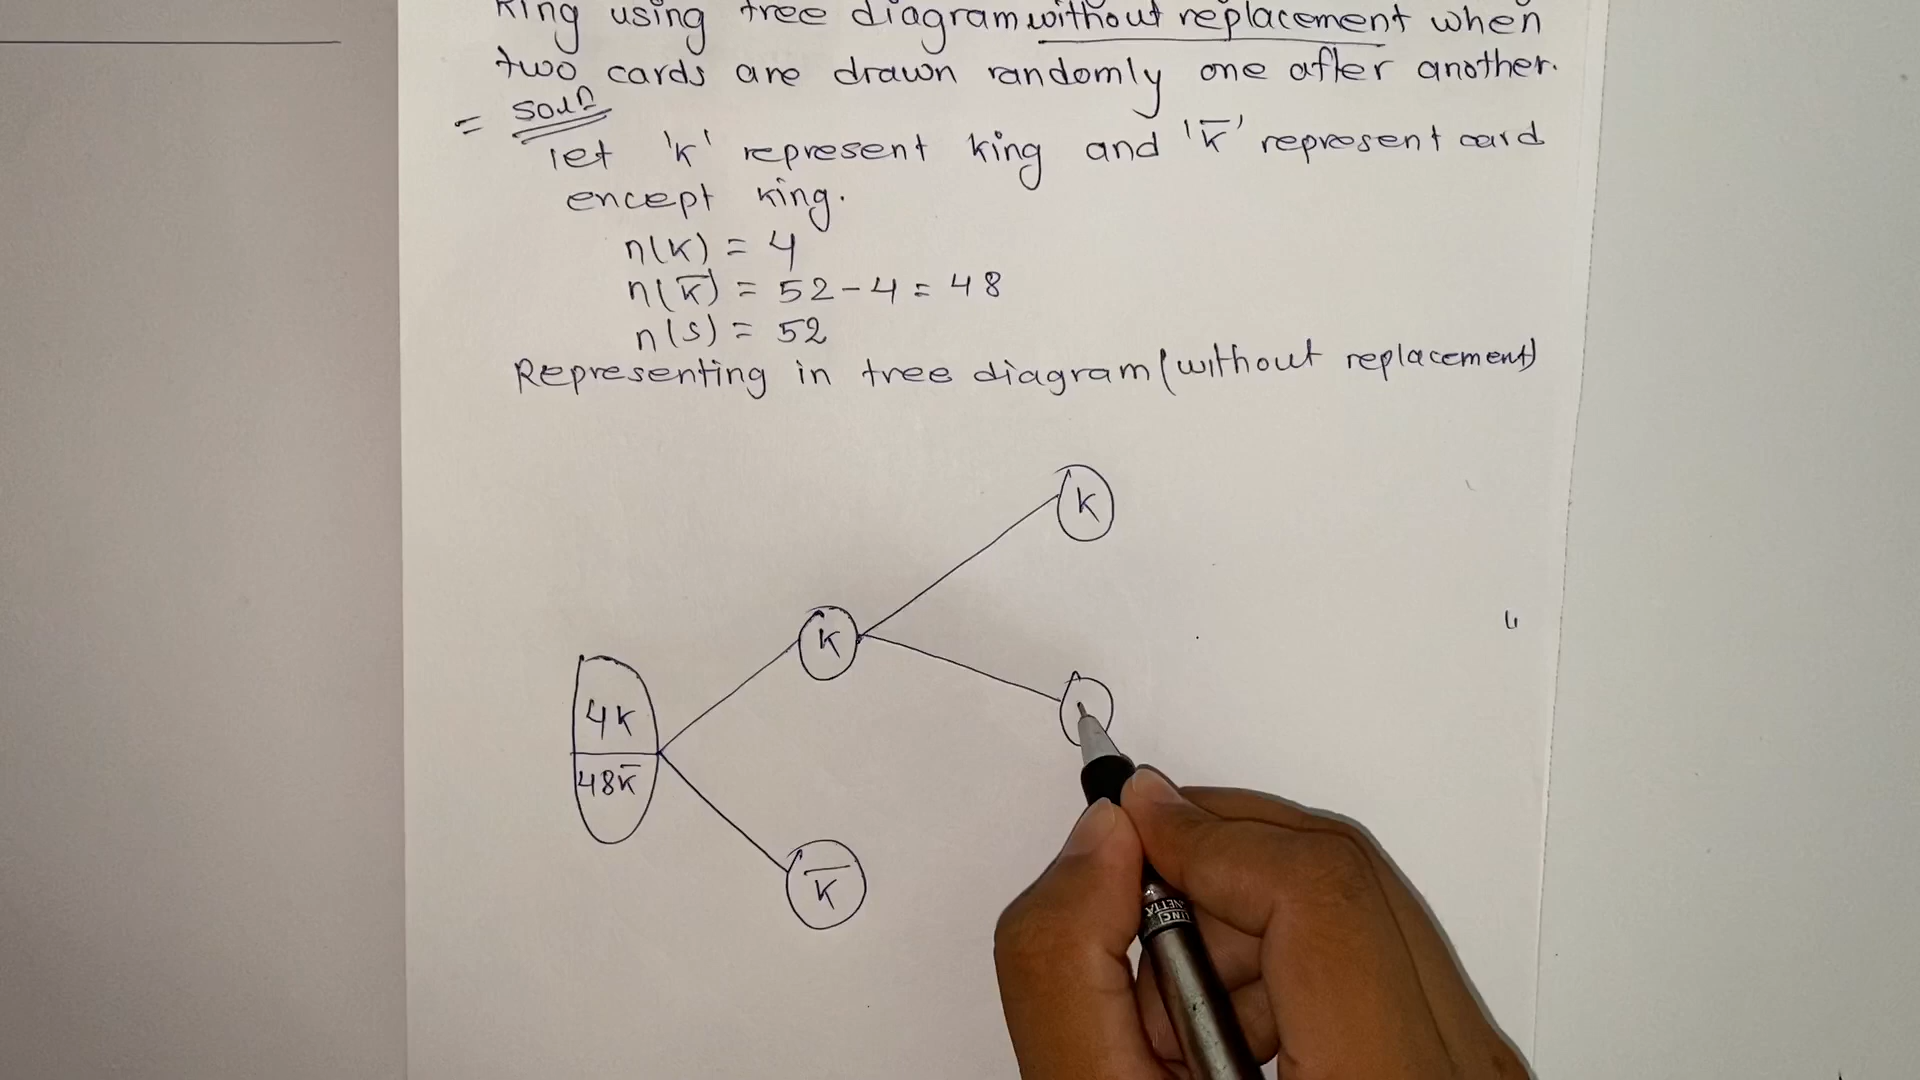 King using tree diagram without replacement when
two cards are drawn randomly one after another.
= Soln
let 'K' represent king and 'K̅' represent card
encept king.
n(K) = 4
n(K̅) = 52 - 4 = 48
n(S) = 52
Representing in tree diagram (without replacement)
K
K
4K
48K̅
K̅